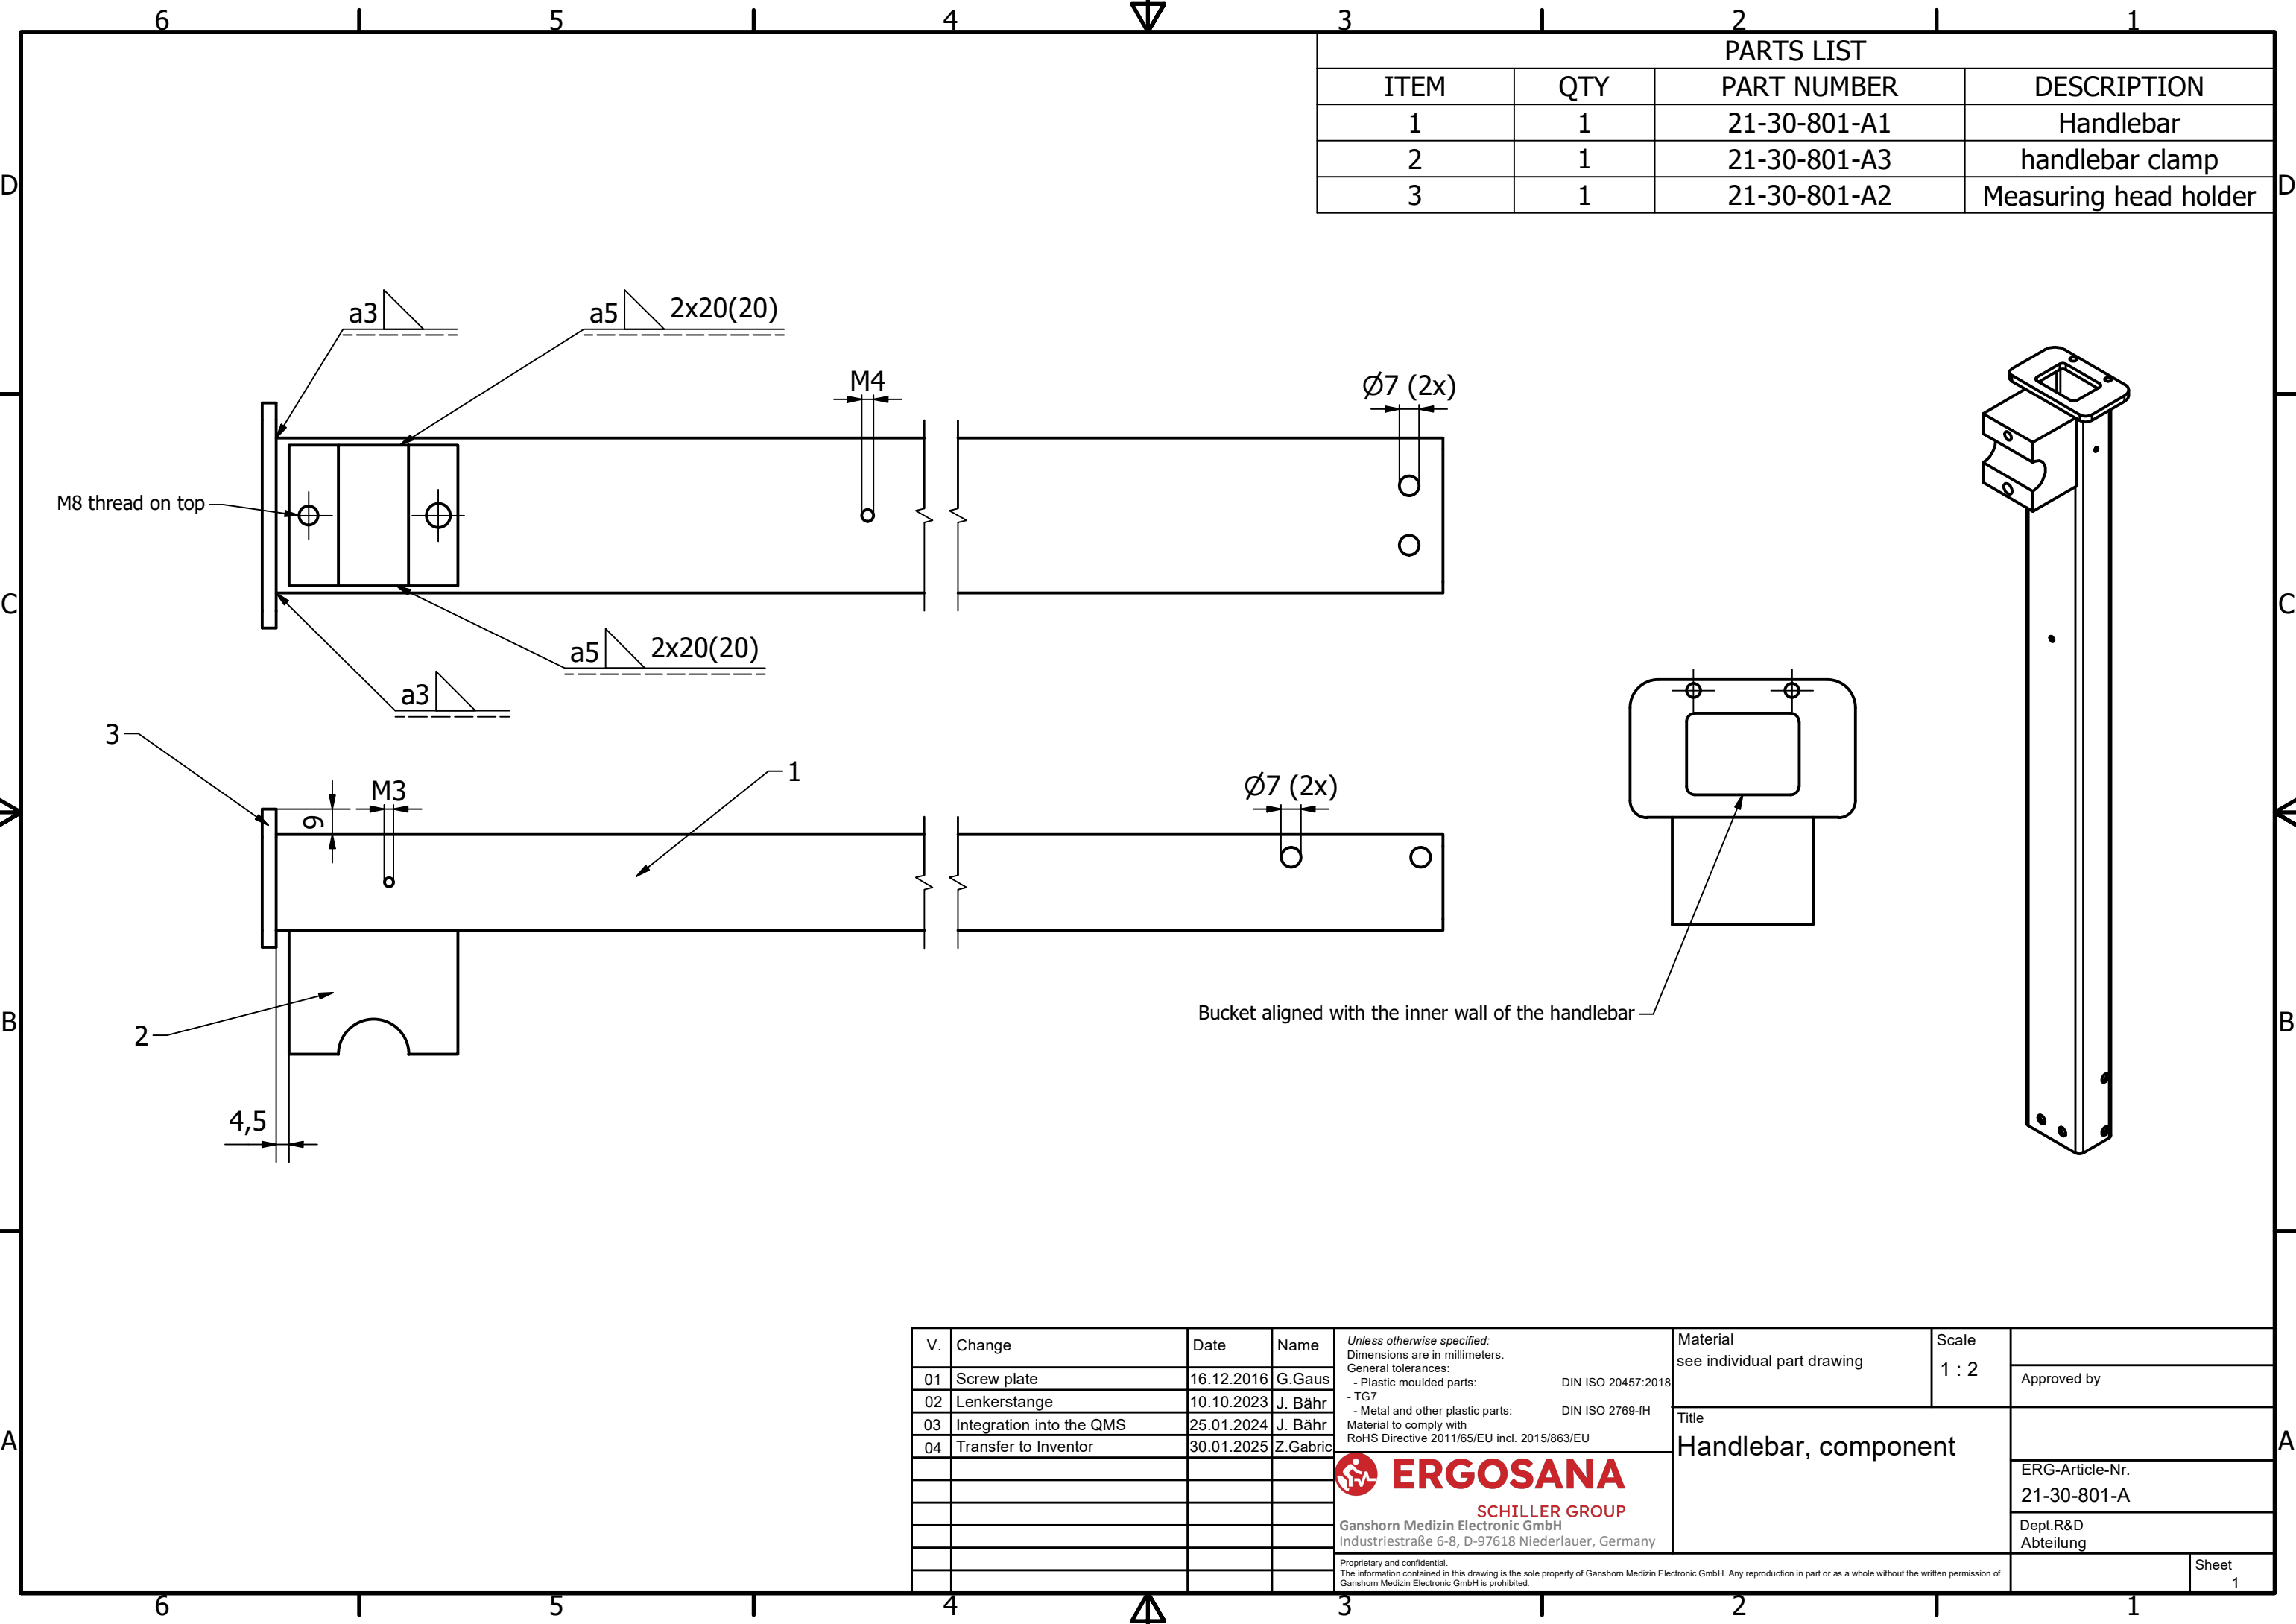 6 5 4 3 2 1
PARTS LIST
ITEM QTY PART NUMBER DESCRIPTION
1 1 21-30-801-A1 Handlebar
2 1 21-30-801-A3 handlebar clamp
3 1 21-30-801-A2 Measuring head holder
D D
a3
a5 2x20(20)
M4
Ø7 (2x)
M8 thread on top
C C
a5 2x20(20)
a3
3
M3
1
Ø7 (2x)
9
Bucket aligned with the inner wall of the handlebar
B B
2
4,5
V. Change Date Name
01 Screw plate 16.12.2016 G.Gaus
02 Lenkerstange 10.10.2023 J. Bähr
03 Integration into the QMS 25.01.2024 J. Bähr
04 Transfer to Inventor 30.01.2025 Z.Gabric
Unless otherwise specified:
Dimensions are in millimeters.
General tolerances:
- Plastic moulded parts: DIN ISO 20457:2018
- TG7
- Metal and other plastic parts: DIN ISO 2769-fH
Material to comply with
RoHS Directive 2011/65/EU incl. 2015/863/EU
Material
see individual part drawing
Scale
1 : 2
Approved by
Title
Handlebar, component
A A
ERGOSANA
SCHILLER GROUP
Ganshorn Medizin Electronic GmbH
Industriestraße 6-8, D-97618 Niederlauer, Germany
ERG-Article-Nr.
21-30-801-A
Dept.R&D
Abteilung
Proprietary and confidential.
The information contained in this drawing is the sole property of Ganshorn Medizin Electronic GmbH. Any reproduction in part or as a whole without the written permission of
Ganshorn Medizin Electronic GmbH is prohibited.
Sheet
1
6 5 4 3 2 1